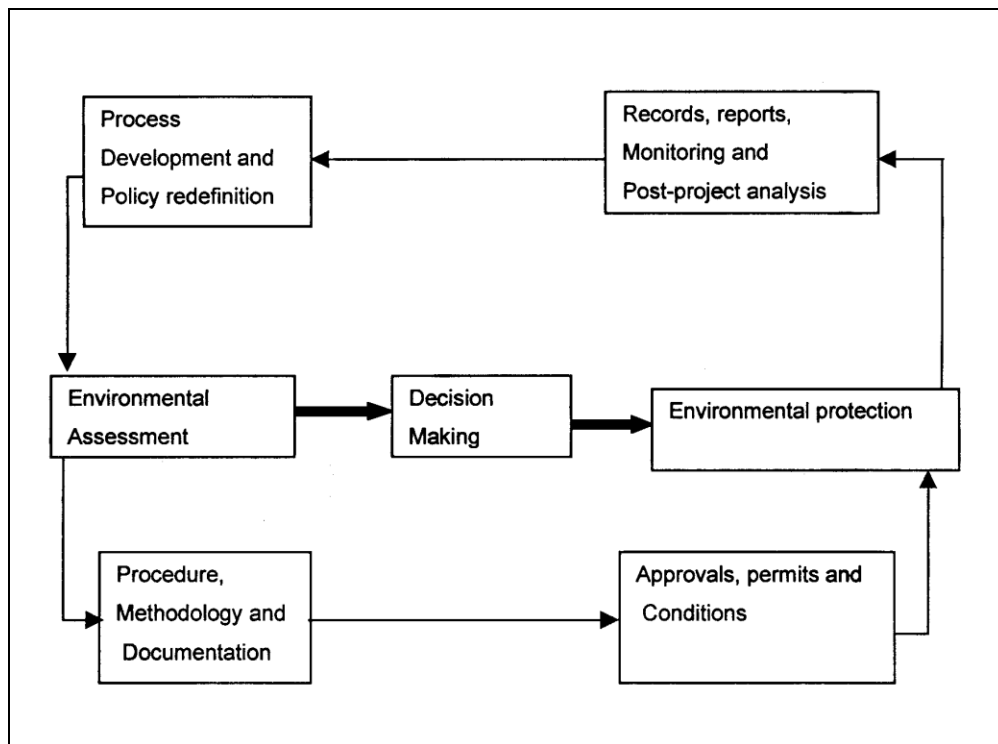 Process
Development and
Policy redefinition
Records, reports,
Monitoring and
Post-project analysis
Environmental
Assessment
Decision
Making
Environmental protection
Procedure,
Methodology and
Documentation
Approvals, permits and
Conditions